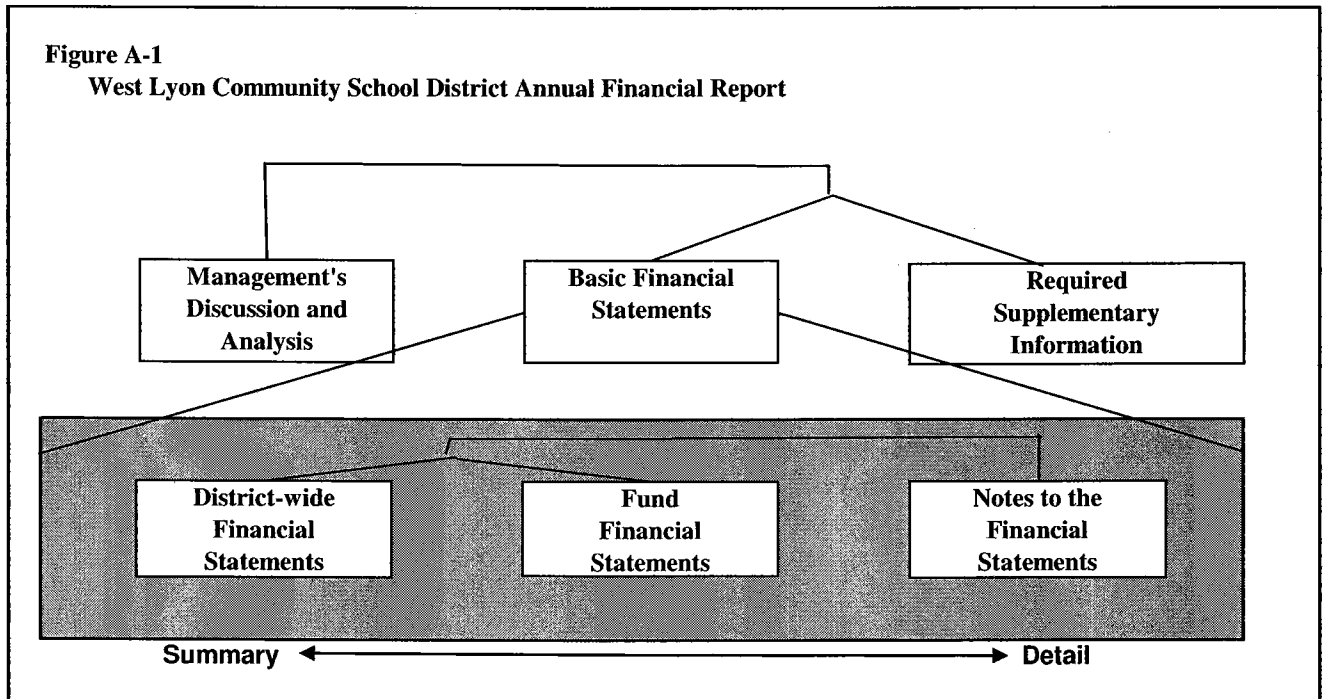 Figure A-1
West Lyon Community School District Annual Financial Report
Management's
Discussion and
Analysis
Basic Financial
Statements
Required
Supplementary
Information
District-wide
Financial
Statements
Fund
Financial
Statements
Notes to the
Financial
Statements
Summary
Detail